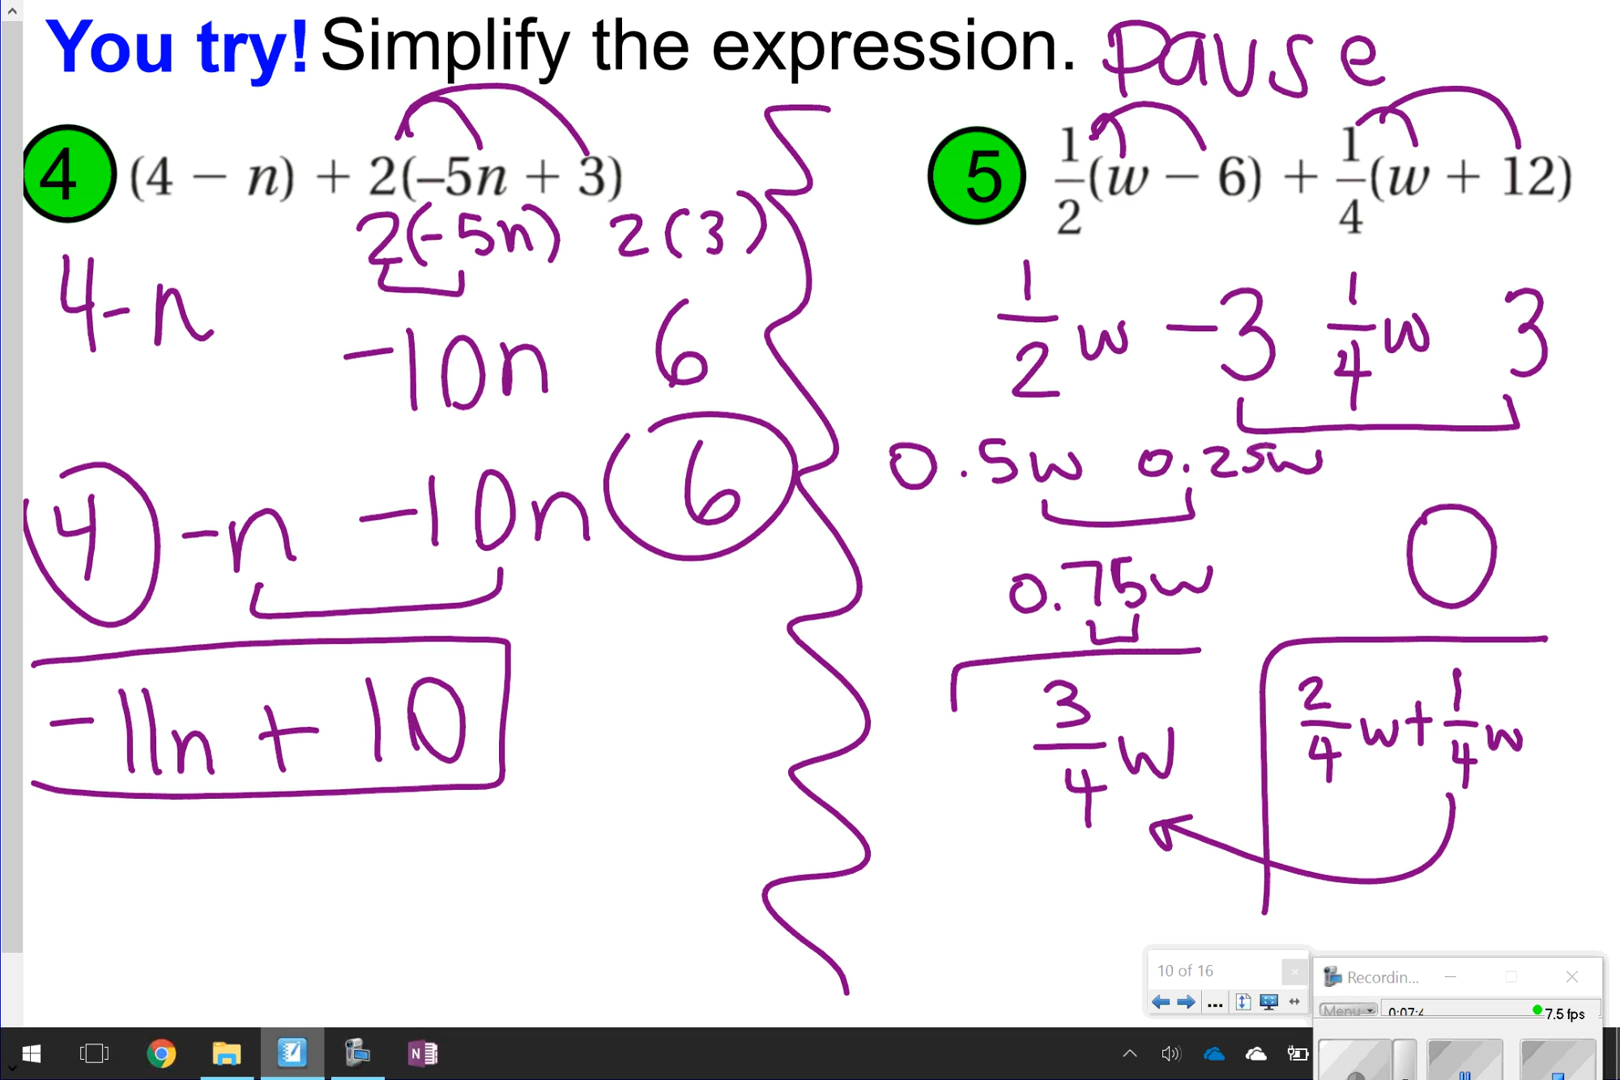 You try! Simplify the expression. pause
4 (4 − n) + 2(−5n + 3)
2(-5n) 2(3)
4-n
-10n 6
4 -n -10n 6
-11n + 10
5 1/2(w − 6) + 1/4(w + 12)
1/2 w -3 1/4 w 3
0.5w 0.25w
0.75w 0
3/4 w
2/4 w + 1/4 w
10 of 16
Recordin...
Menu
7.5 fps